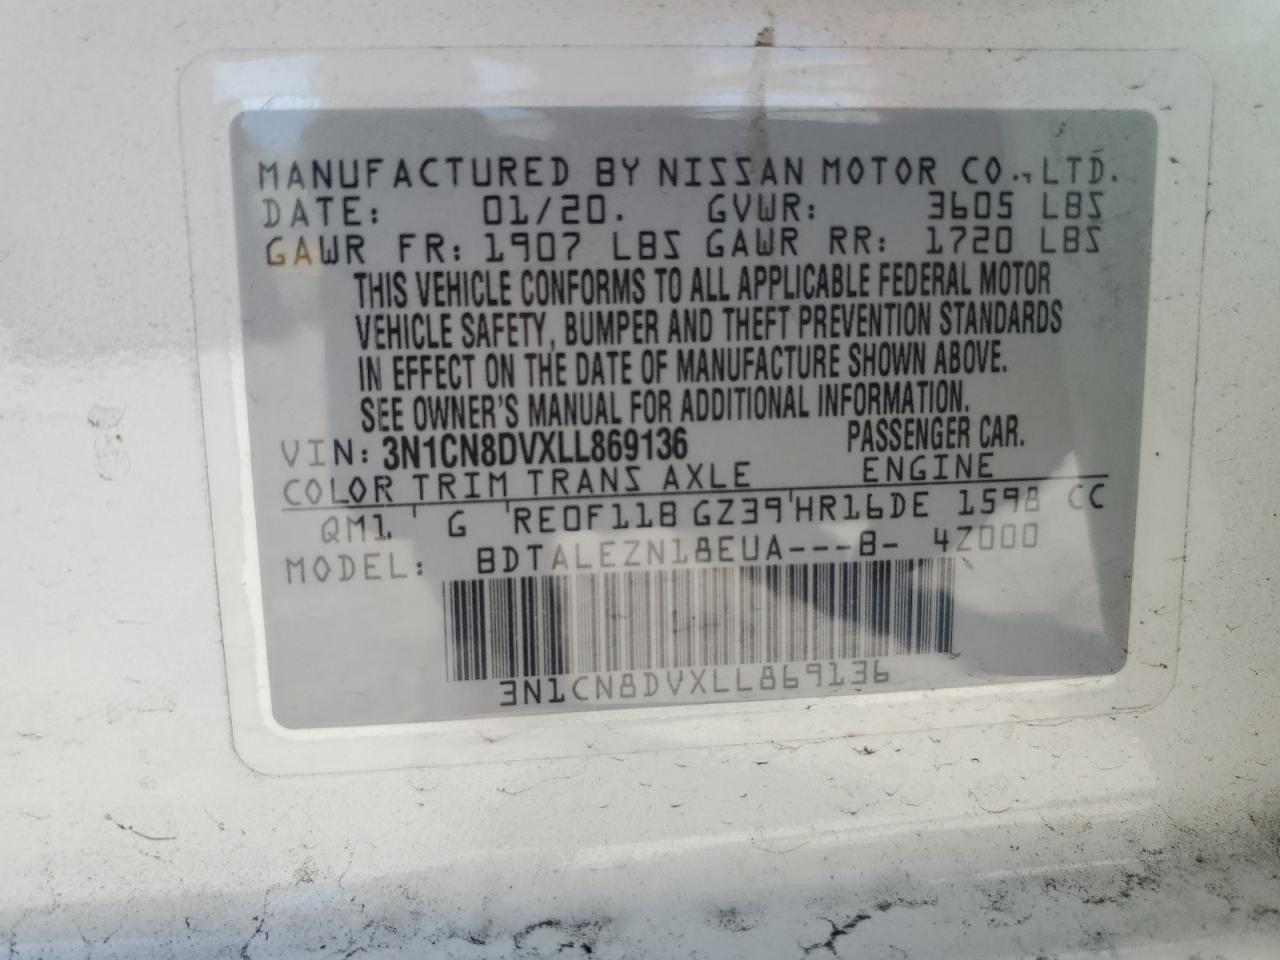 MANUFACTURED BY NISSAN MOTOR CO., LTD.
DATE: 01/20. GVWR: 3605 LBS
GAWR FR: 1907 LBS GAWR RR: 1720 LBS
THIS VEHICLE CONFORMS TO ALL APPLICABLE FEDERAL MOTOR
VEHICLE SAFETY, BUMPER AND THEFT PREVENTION STANDARDS
IN EFFECT ON THE DATE OF MANUFACTURE SHOWN ABOVE.
SEE OWNER'S MANUAL FOR ADDITIONAL INFORMATION.
VIN: 3N1CN8DVXLL869136 PASSENGER CAR.
COLOR TRIM TRANS AXLE ENGINE
QM1 G RE0F11B GZ39 HR16DE 1598 CC
MODEL: BDTALEZN18EUA---B- 4Z000
3N1CN8DVXLL869136